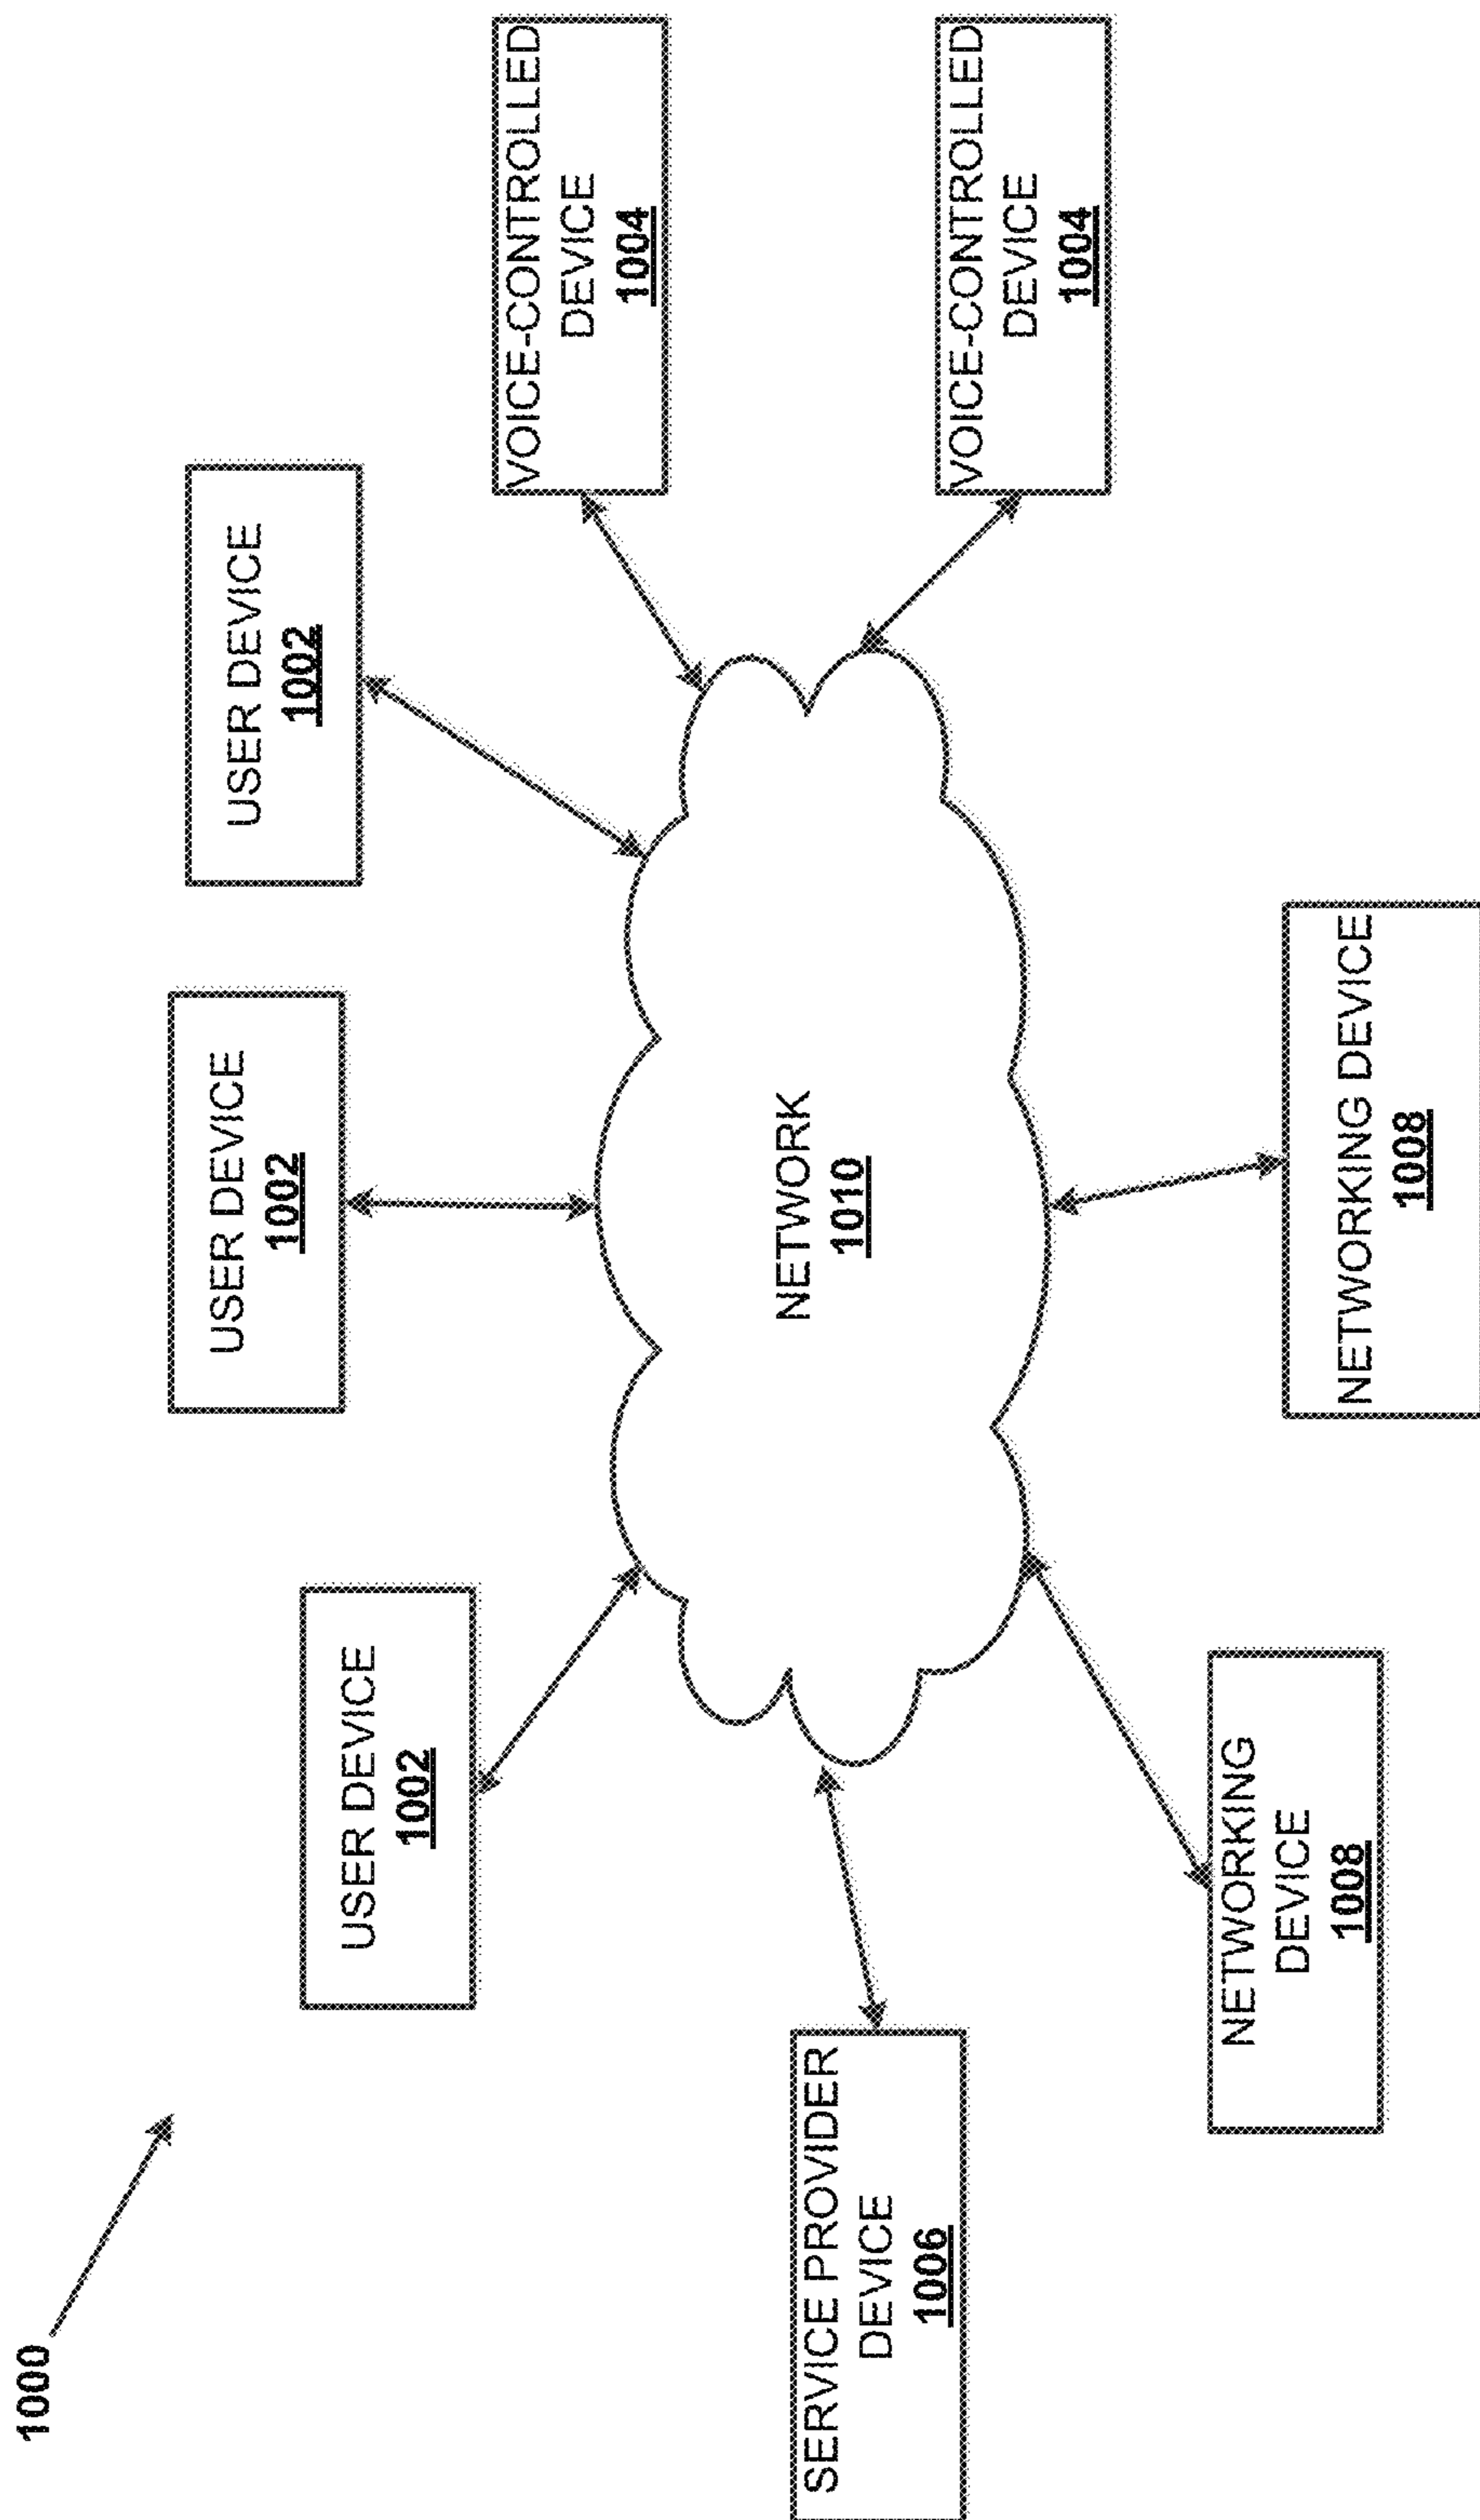 1000
USER DEVICE
1002
USER DEVICE
1002
USER DEVICE
1002
VOICE-CONTROLLED
DEVICE
1004
VOICE-CONTROLLED
DEVICE
1004
NETWORK
1010
SERVICE PROVIDER
DEVICE
1006
NETWORKING
DEVICE
1008
NETWORKING DEVICE
1008